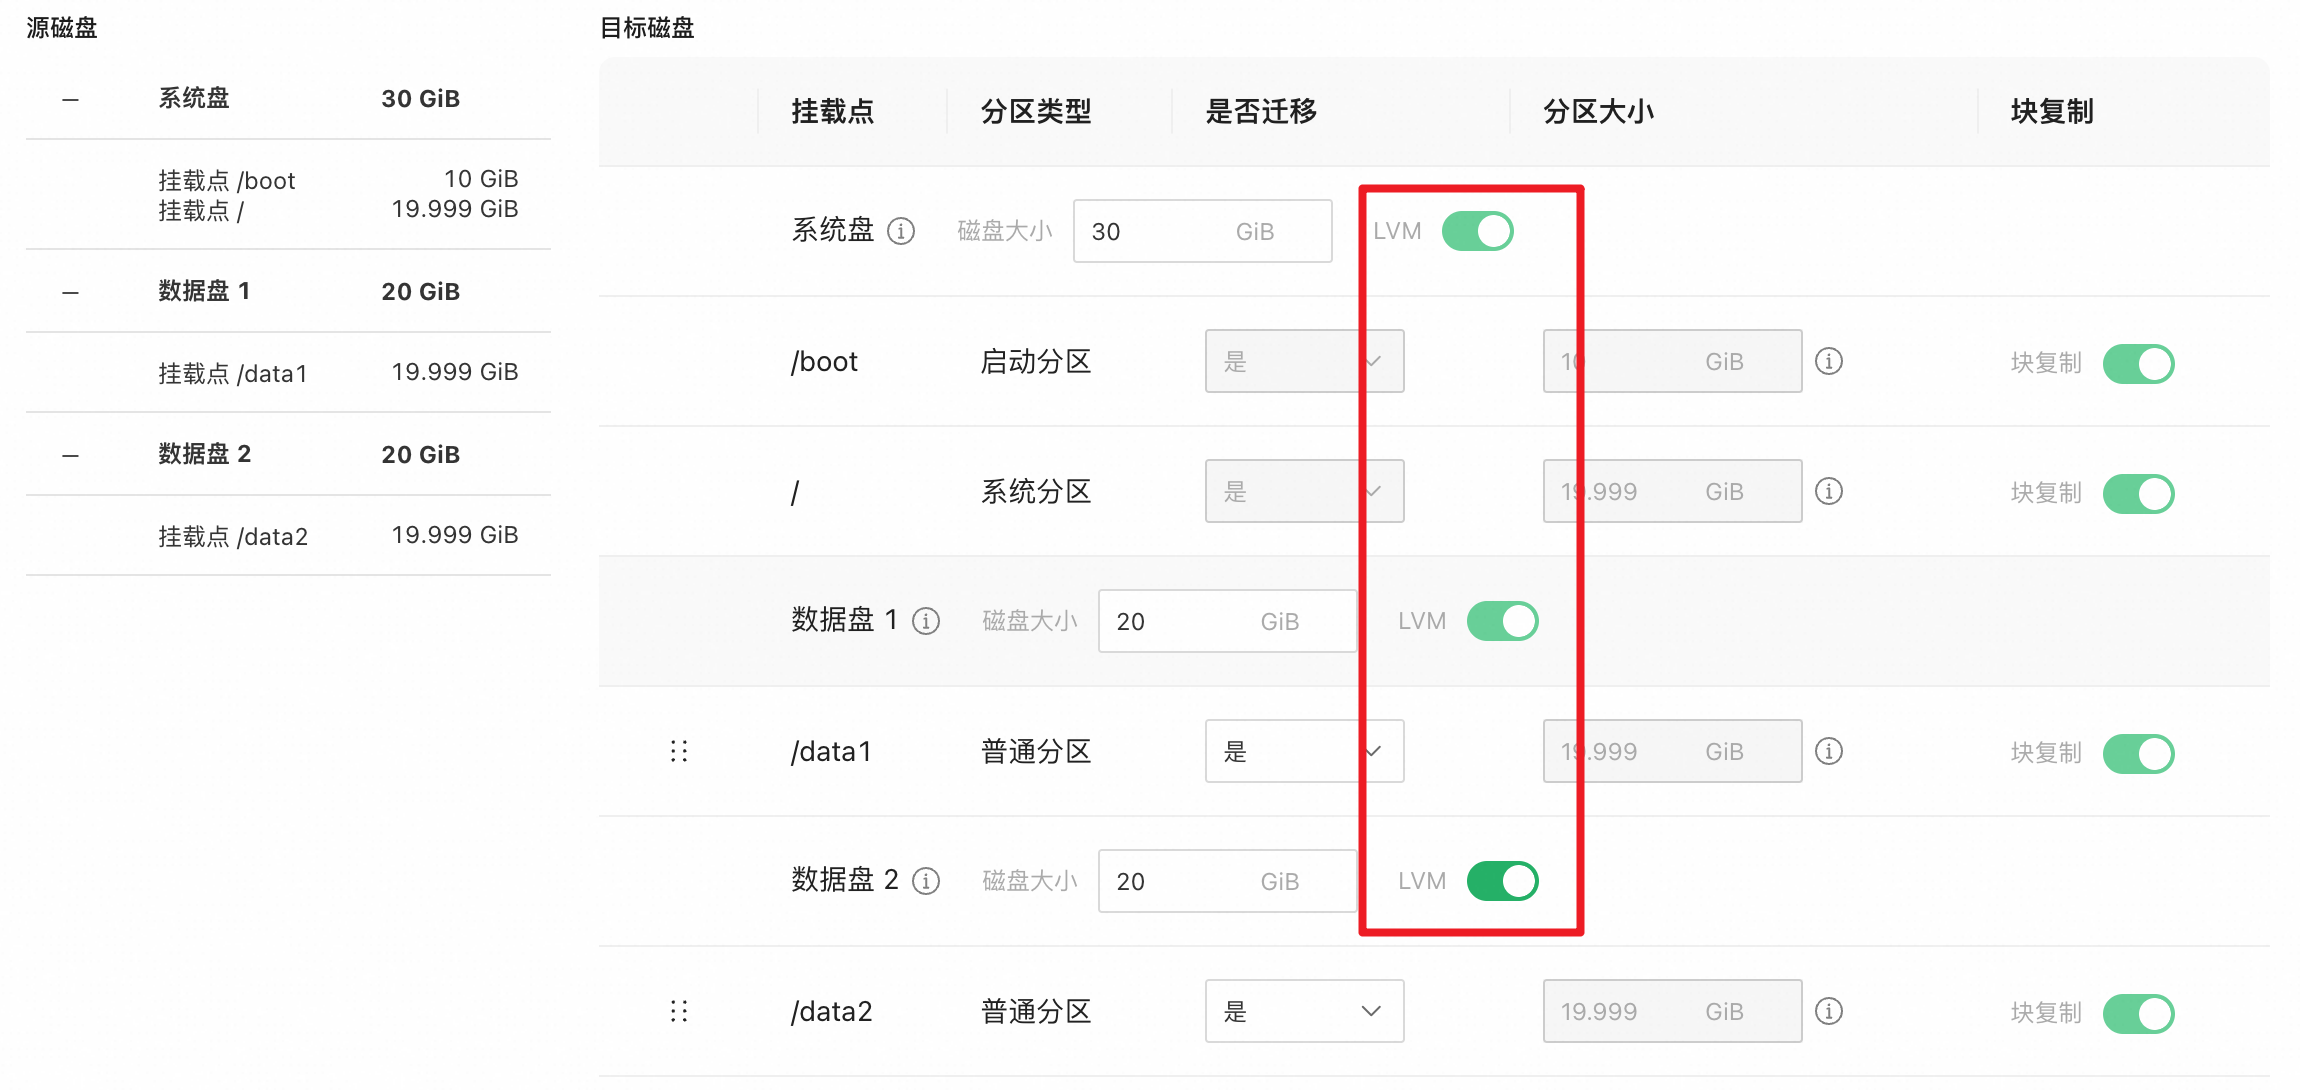 源磁盘
系统盘 30 GiB
挂载点 /boot 10 GiB
挂载点 / 19.999 GiB
数据盘 1 20 GiB
挂载点 /data1 19.999 GiB
数据盘 2 20 GiB
挂载点 /data2 19.999 GiB
目标磁盘
挂载点 分区类型 是否迁移 分区大小 块复制
系统盘 磁盘大小 30 GiB LVM
/boot 启动分区 是 10 GiB 块复制
/ 系统分区 是 19.999 GiB 块复制
数据盘 1 磁盘大小 20 GiB LVM
/data1 普通分区 是 19.999 GiB 块复制
数据盘 2 磁盘大小 20 GiB LVM
/data2 普通分区 是 19.999 GiB 块复制